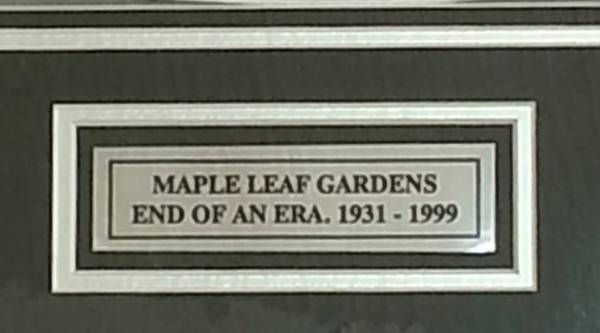 MAPLE LEAF GARDENS
END OF AN ERA. 1931 - 1999